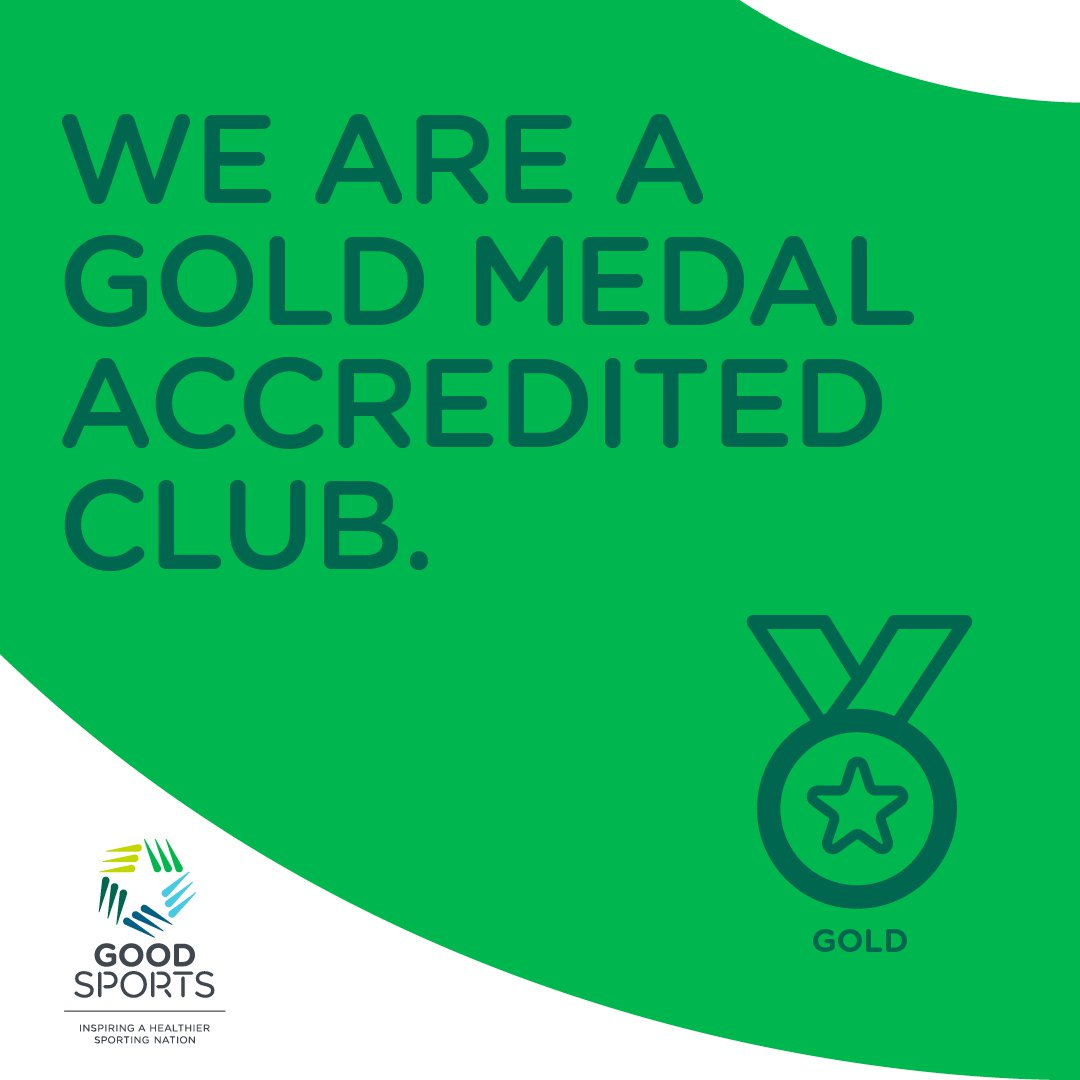 WE ARE A
GOLD MEDAL
ACCREDITED
CLUB.
GOLD
GOOD
SPORTS
INSPIRING A HEALTHIER
SPORTING NATION